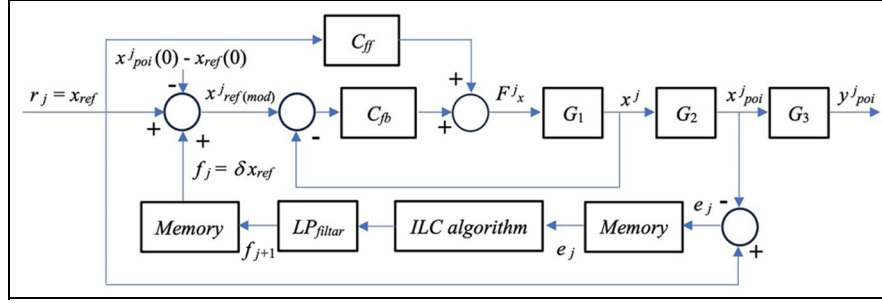 C_ff
x^j_poi(0) - x_ref(0)
r_j = x_ref
-
+
+
x^j_ref(mod)
-
C_fb
+
+
F^j_x
G_1
x^j
G_2
x^j_poi
G_3
y^j_poi
f_j = δx_ref
Memory
f_j+1
LP_filtar
ILC algorithm
e_j
Memory
e_j
-
+